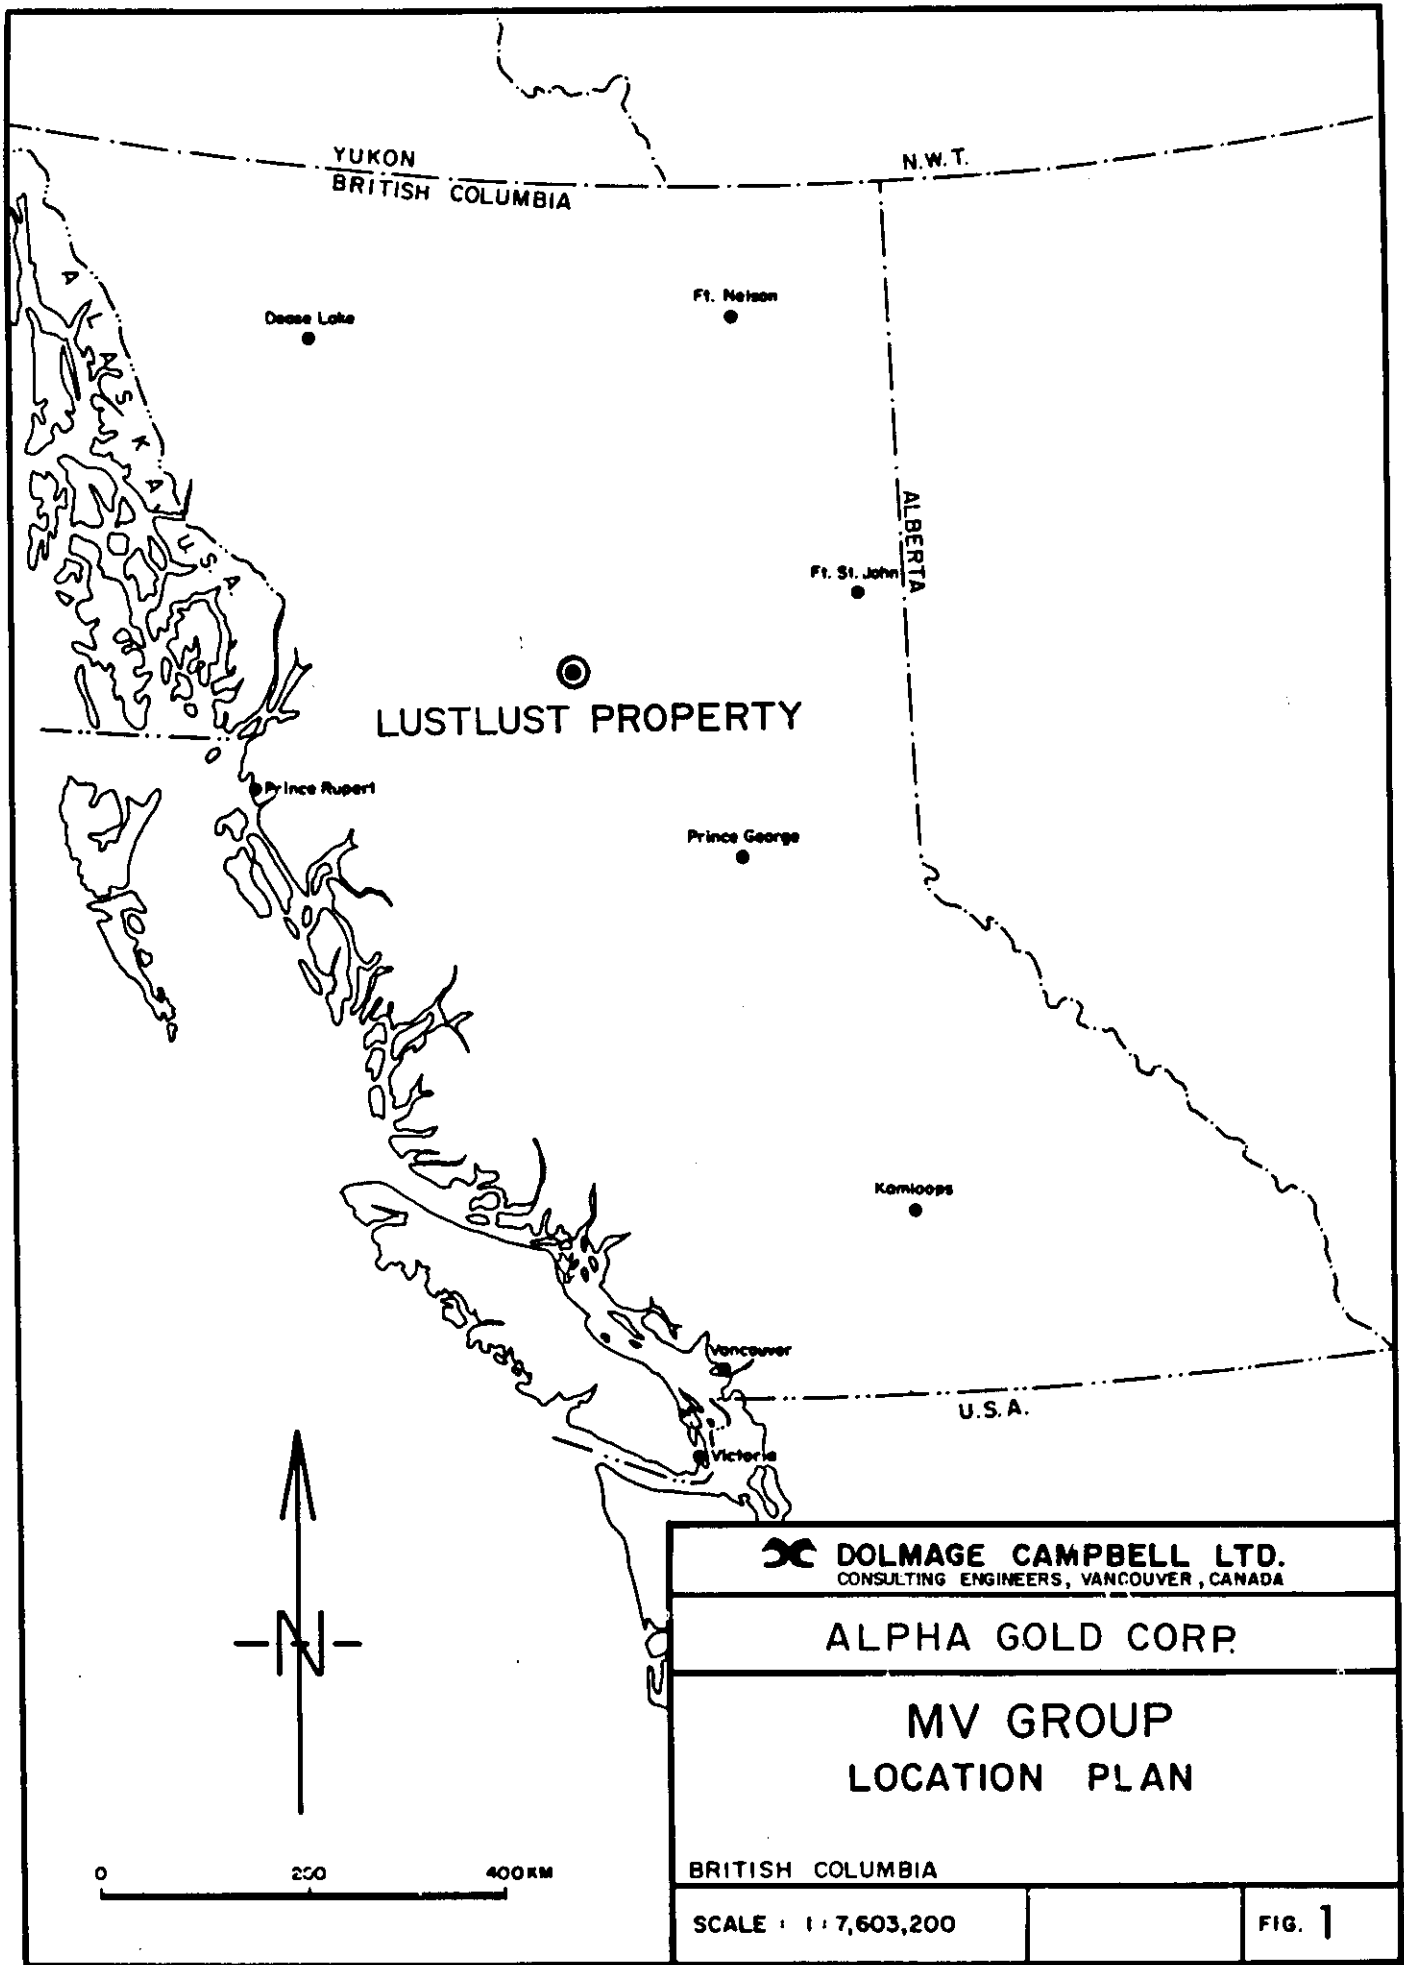 YUKON
BRITISH COLUMBIA
N.W.T.
ALASKA, U.S.A.
Dease Lake
Ft. Nelson
ALBERTA
Ft. St. John
LUSTLUST PROPERTY
Prince Rupert
Prince George
Kamloops
Vancouver
U.S.A.
Victoria
N
DOLMAGE CAMPBELL LTD.
CONSULTING ENGINEERS, VANCOUVER, CANADA
ALPHA GOLD CORP.
MV GROUP
LOCATION PLAN
0 200 400 KM
BRITISH COLUMBIA
SCALE : 1 : 7,603,200
FIG. 1